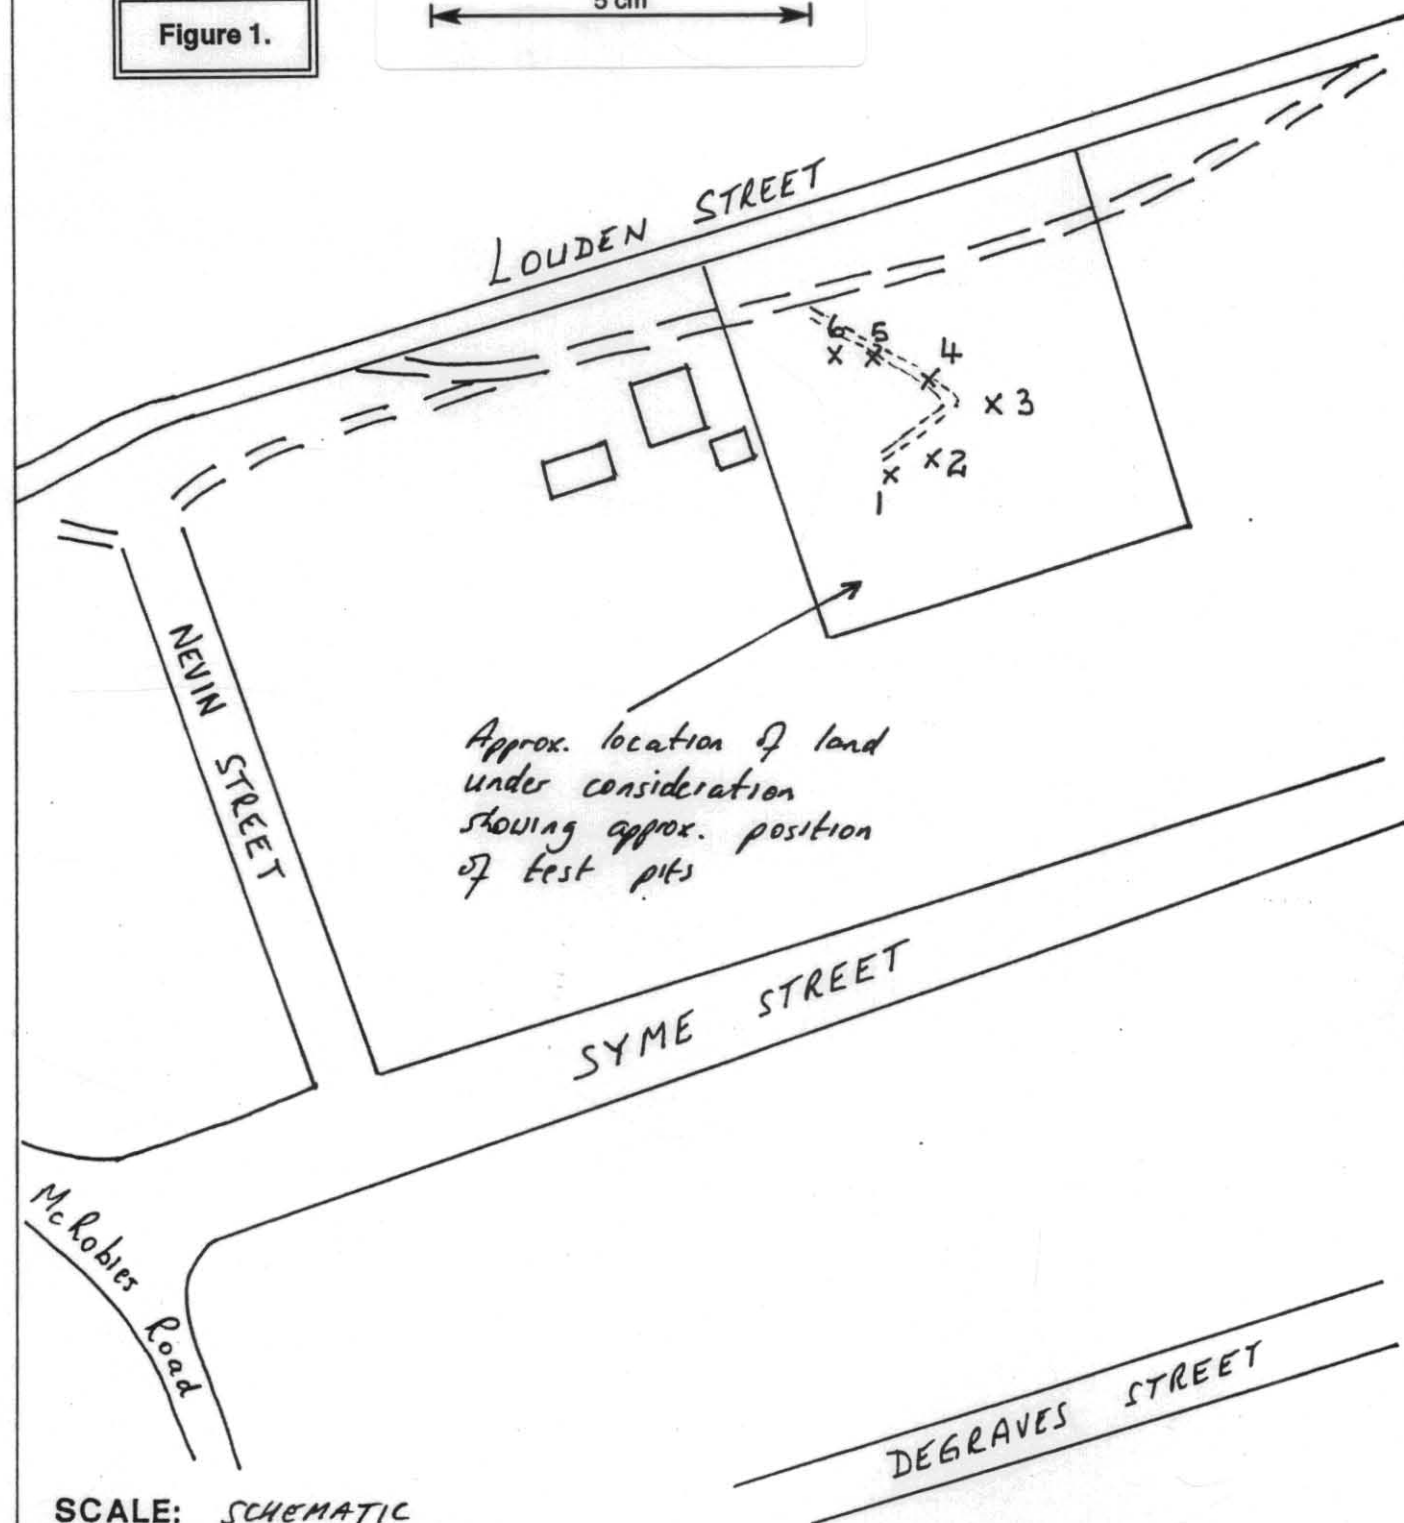 Figure 1.
5 cm
LOUDEN STREET
6
5
4
3
2
1
NEVIN STREET
Approx. location of land
under consideration
showing approx. position
of test pits
SYME STREET
McRobies Road
DEGRAVES STREET
SCALE: SCHEMATIC